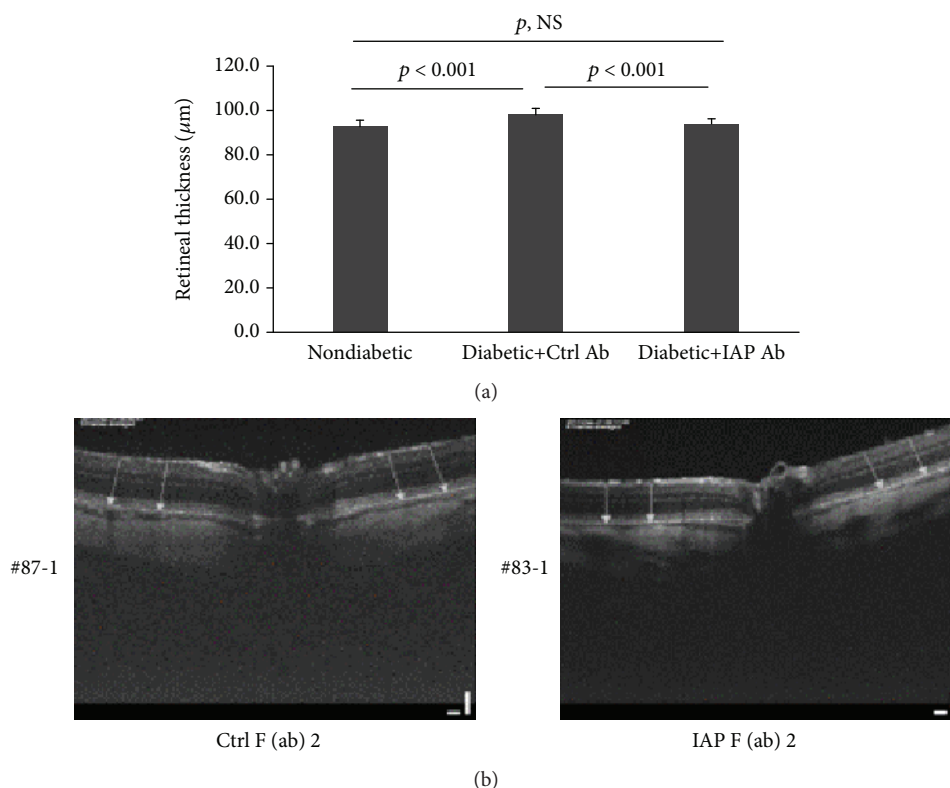 p, NS
p < 0.001
p < 0.001
Retineal thickness (μm)
120.0
100.0
80.0
60.0
40.0
20.0
0.0
Nondiabetic
Diabetic+Ctrl Ab
Diabetic+IAP Ab
(a)
#87-1
#83-1
Ctrl F (ab) 2
IAP F (ab) 2
(b)